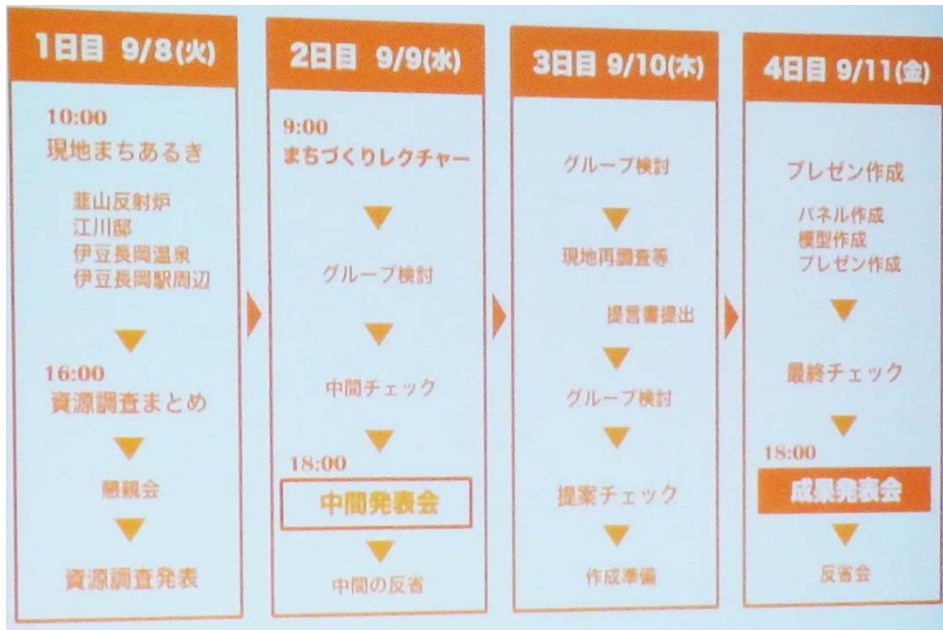 1日目 9/8(火)
10:00
現地まちあるき
韮山反射炉
江川邸
伊豆長岡温泉
伊豆長岡駅周辺
16:00
資源調査まとめ
懇親会
資源調査発表
2日目 9/9(水)
9:00
まちづくりレクチャー
グループ検討
中間チェック
18:00
中間発表会
中間の反省
3日目 9/10(木)
グループ検討
現地再調査等
提言書提出
グループ検討
提案チェック
作成準備
4日目 9/11(金)
プレゼン作成
パネル作成
模型作成
プレゼン作成
最終チェック
18:00
成果発表会
反省会